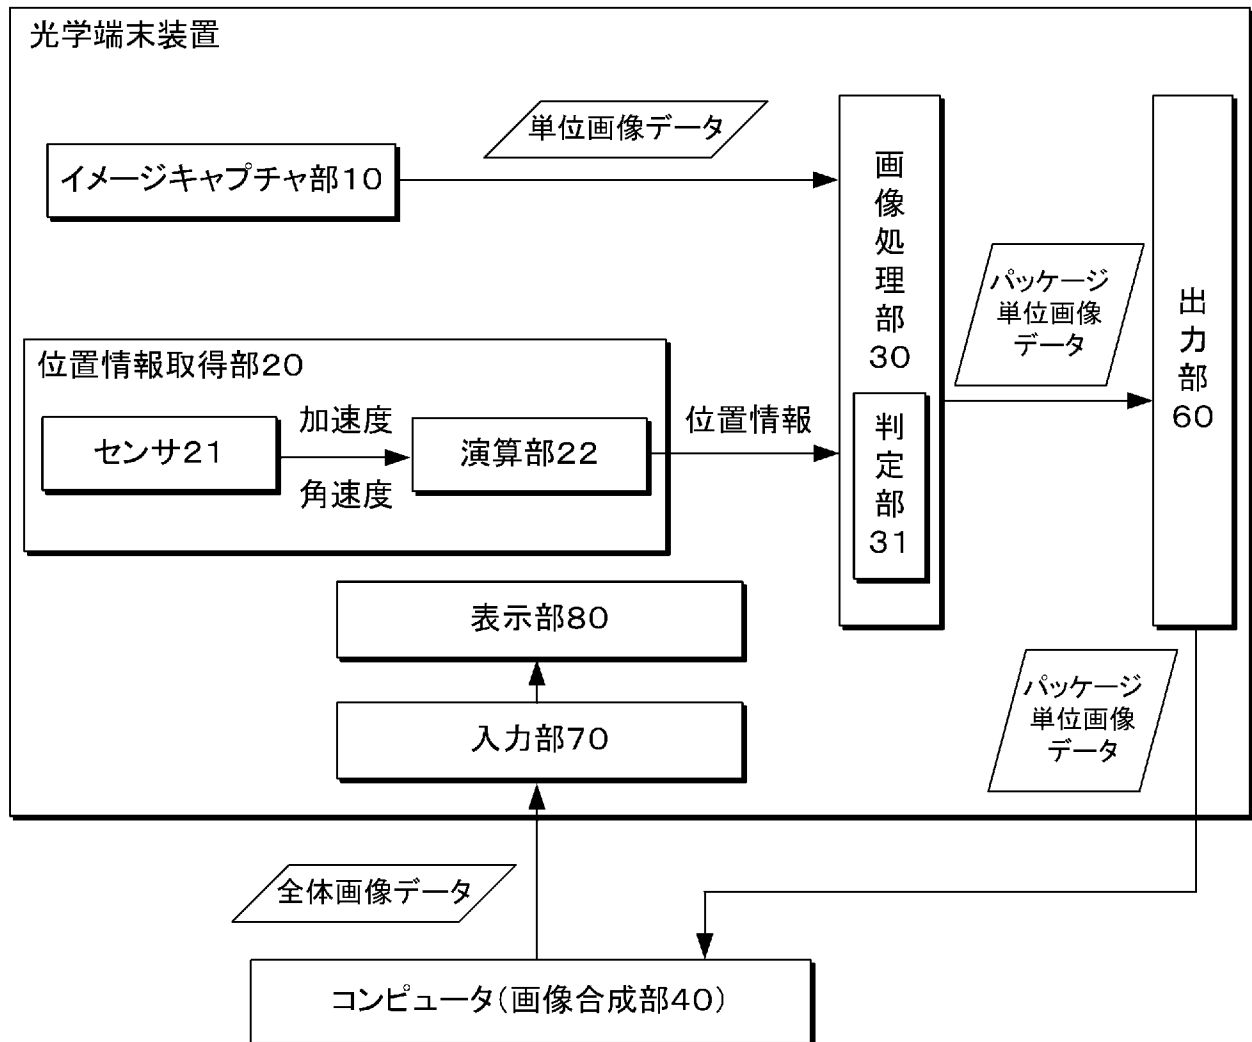 光学端末装置
単位画像データ
イメージキャプチャ部10
画像処理部30
パッケージ
単位画像
データ
出力部60
位置情報取得部20
センサ21
加速度
角速度
演算部22
位置情報
判定部31
表示部80
入力部70
パッケージ
単位画像
データ
全体画像データ
コンピュータ(画像合成部40)